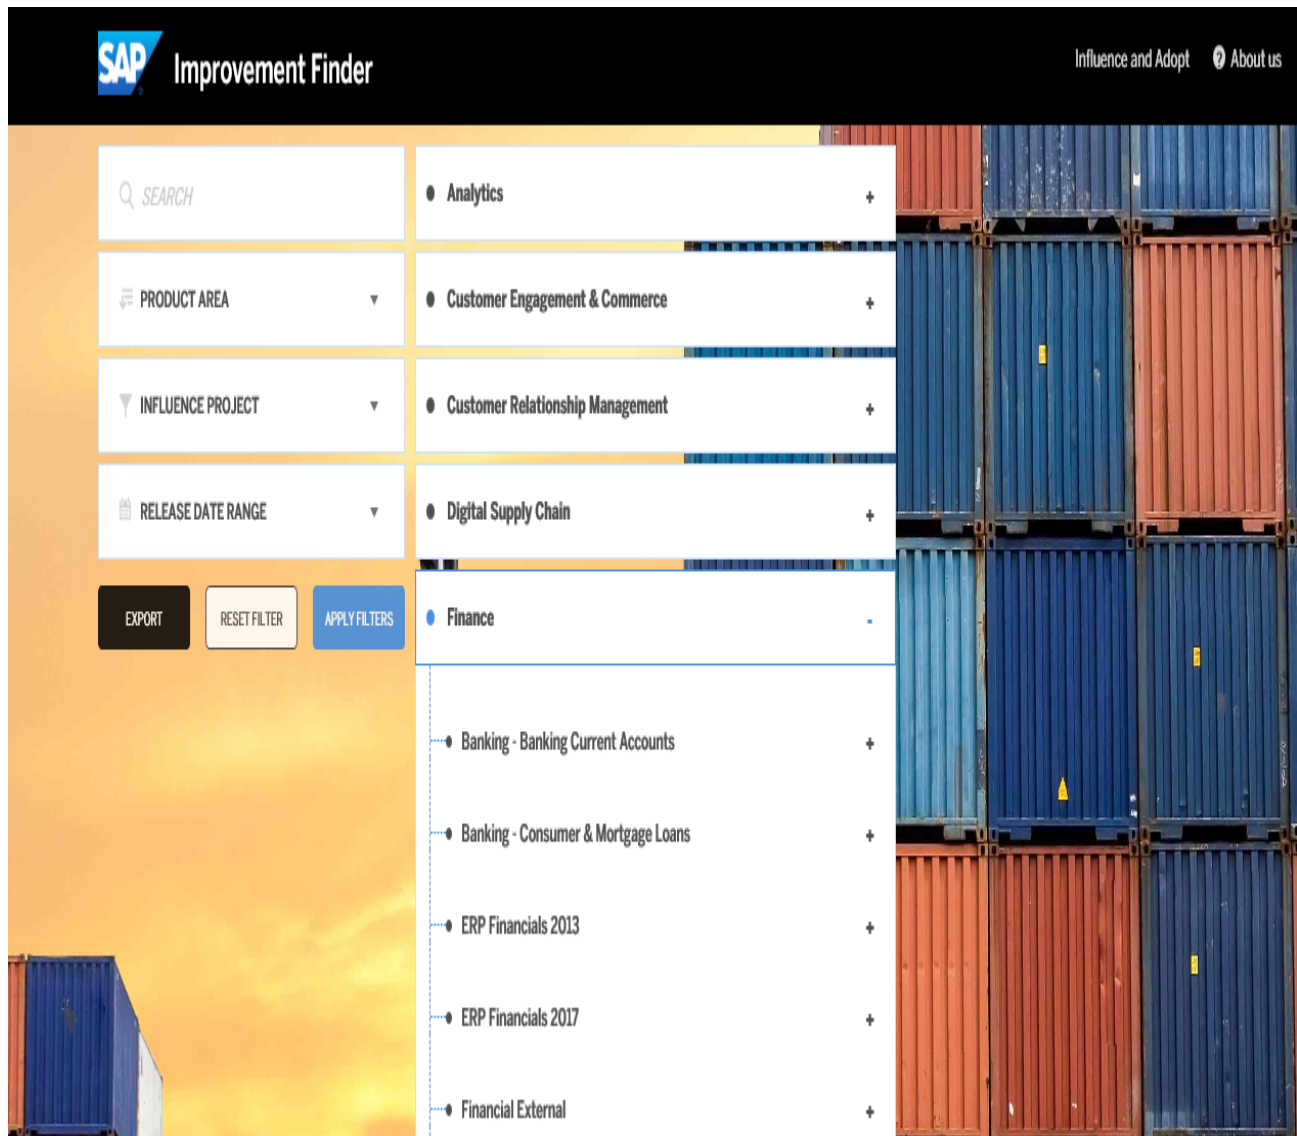 SAP Improvement Finder
Influence and Adopt ? About us
SEARCH
PRODUCT AREA ▼
INFLUENCE PROJECT ▼
RELEASE DATE RANGE ▼
EXPORT RESET FILTER APPLY FILTERS
Analytics +
Customer Engagement & Commerce +
Customer Relationship Management +
Digital Supply Chain +
Finance -
Banking - Banking Current Accounts +
Banking - Consumer & Mortgage Loans +
ERP Financials 2013 +
ERP Financials 2017 +
Financial External +